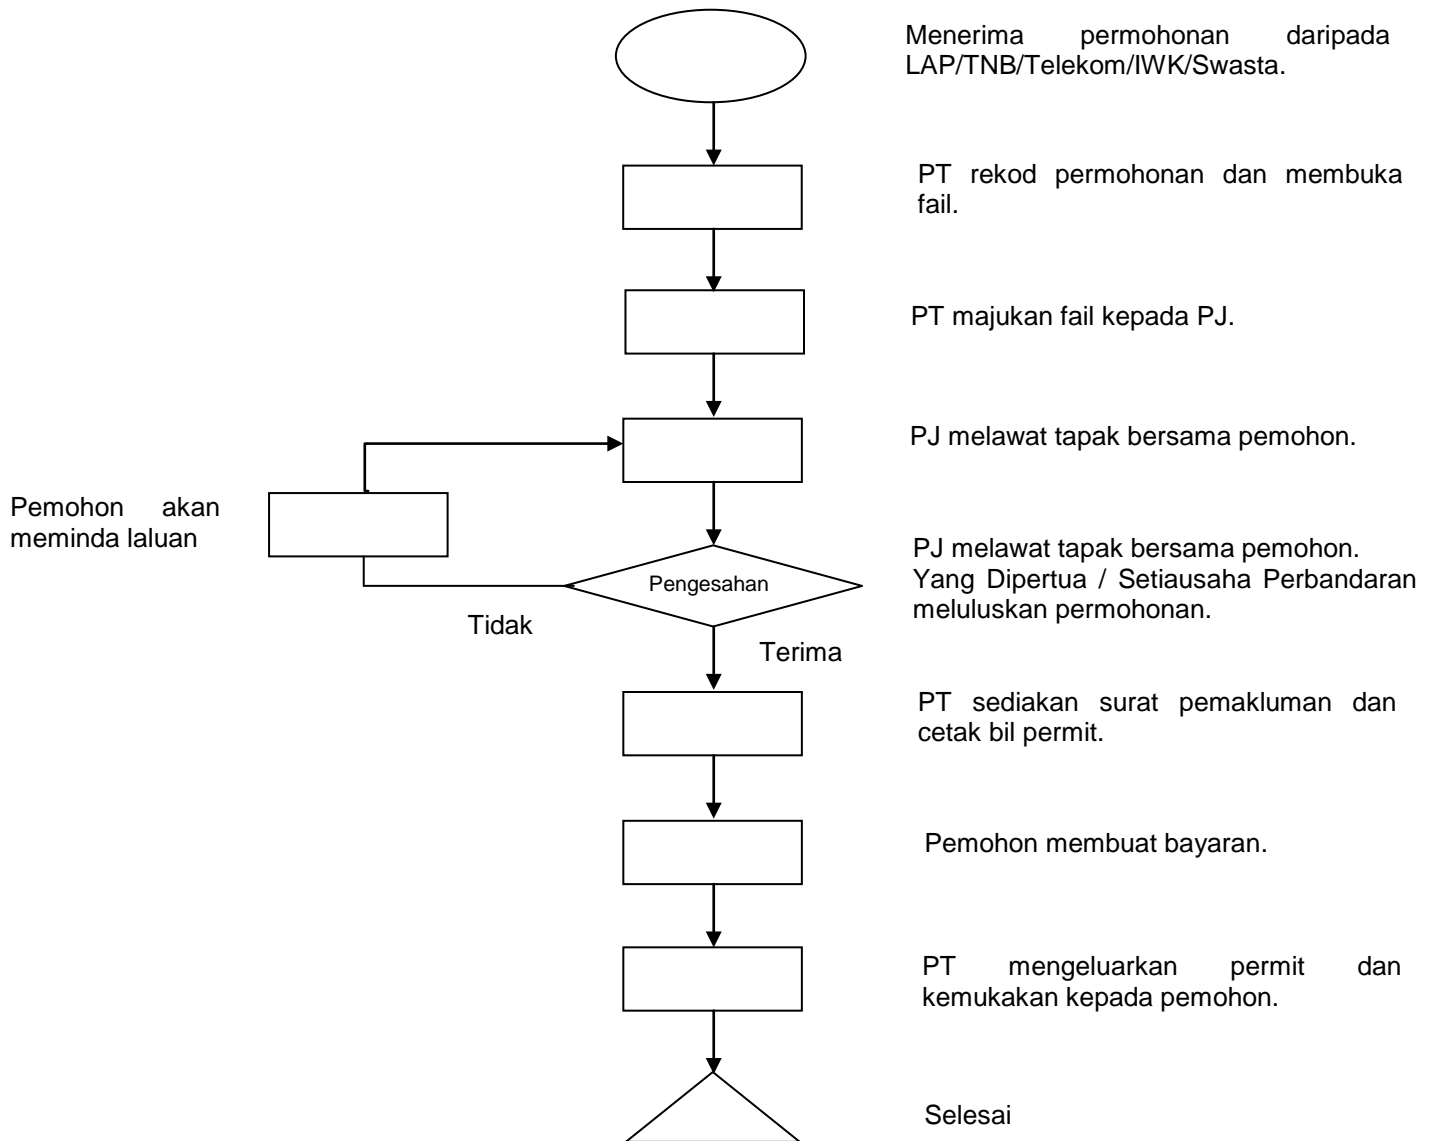 Menerima permohonan daripada
LAP/TNB/Telekom/IWK/Swasta.
PT rekod permohonan dan membuka
fail.
PT majukan fail kepada PJ.
PJ melawat tapak bersama pemohon.
Pemohon akan
meminda laluan
Pengesahan
PJ melawat tapak bersama pemohon.
Yang Dipertua / Setiausaha Perbandaran
meluluskan permohonan.
Tidak
Terima
PT sediakan surat pemakluman dan
cetak bil permit.
Pemohon membuat bayaran.
PT mengeluarkan permit dan
kemukakan kepada pemohon.
Selesai